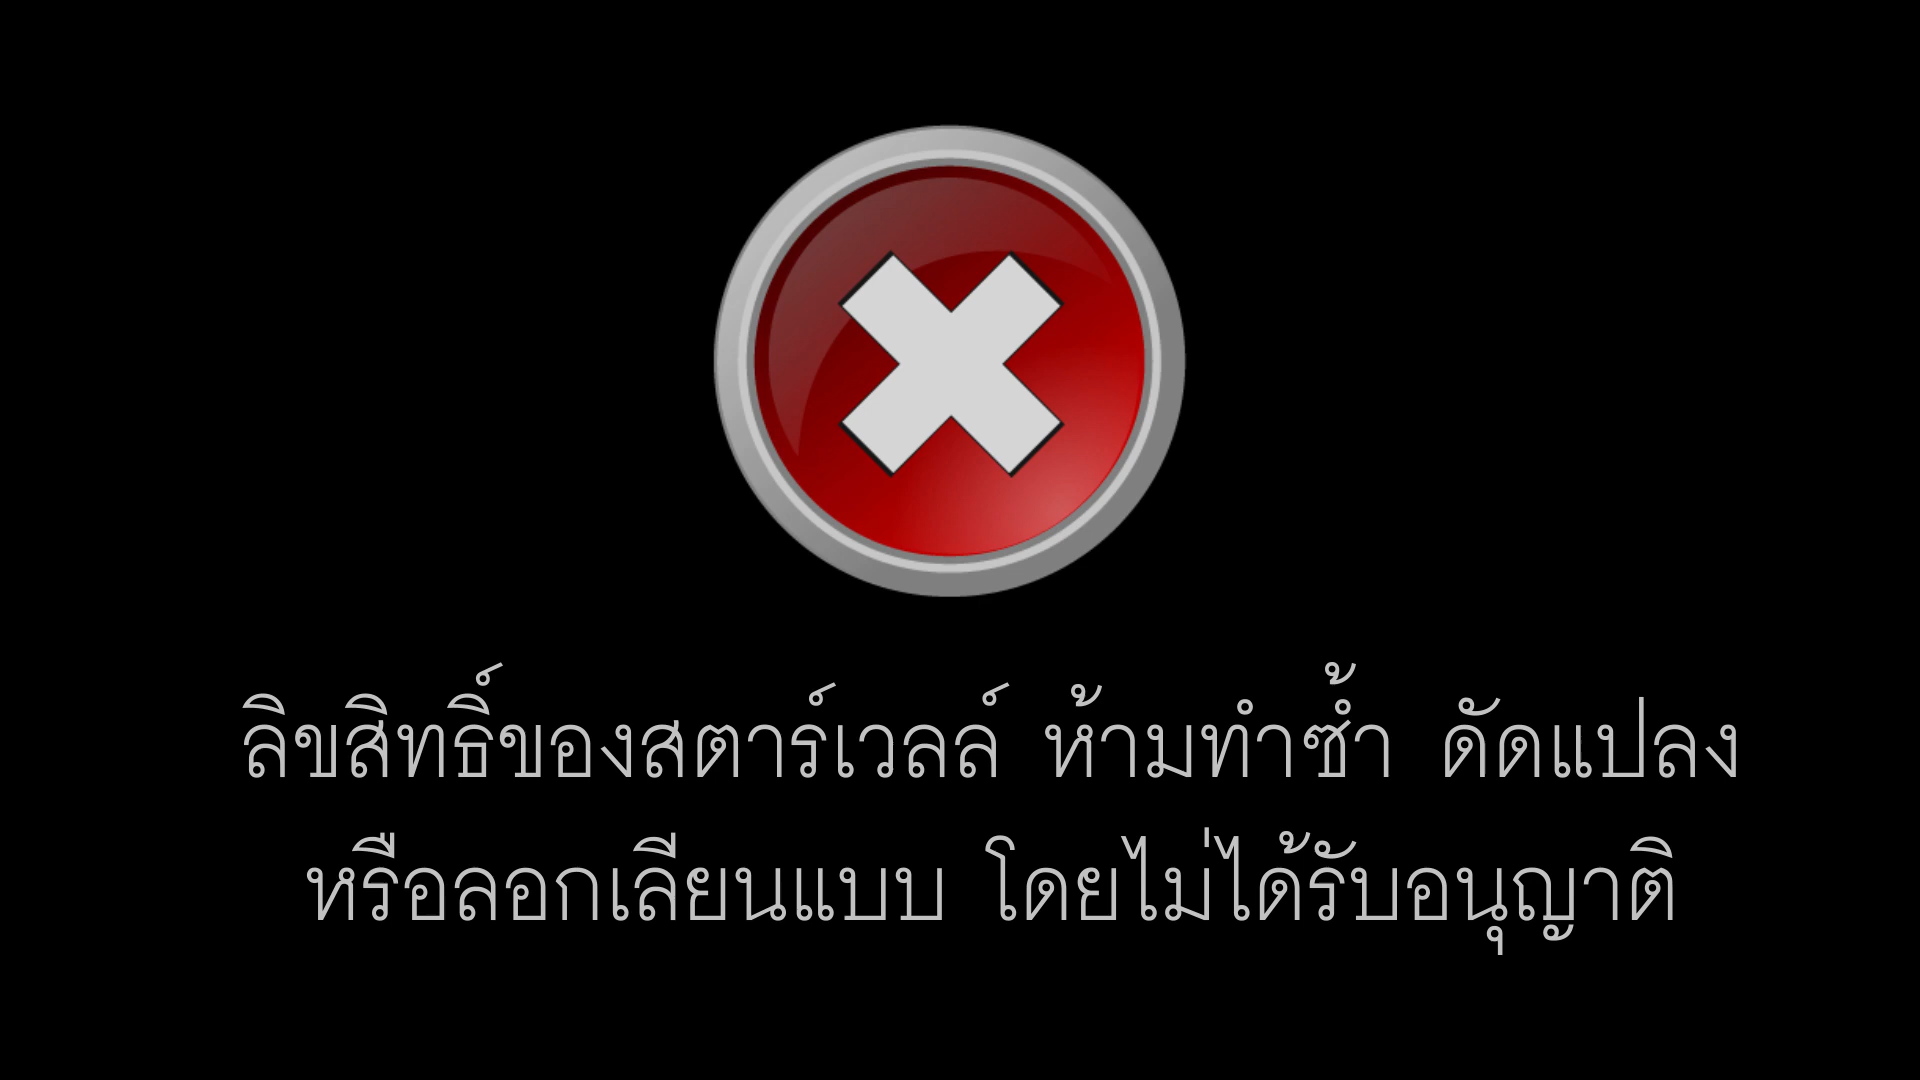 ลิขสิทธิ์ของสตาร์เวลล์ ห้ามทำซ้ำ ดัดแปลง
หรือลอกเลียนแบบ โดยไม่ได้รับอนุญาติ